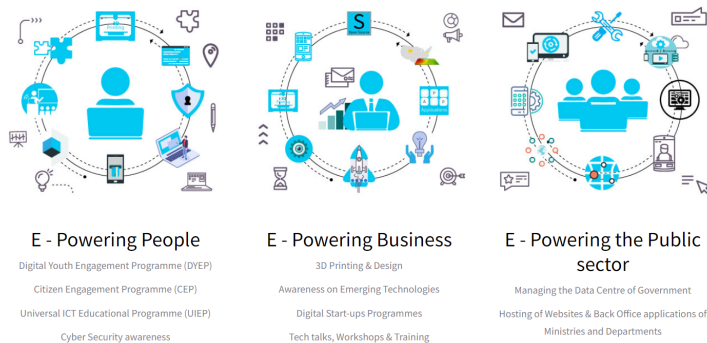 E - Powering People
Digital Youth Engagement Programme (DYEP)
Citizen Engagement Programme (CEP)
Universal ICT Educational Programme (UIEP)
Cyber Security awareness
S
E - Powering Business
3D Printing & Design
Awareness on Emerging Technologies
Digital Start-ups Programmes
Tech talks, Workshops & Training
A
P P
Applications
E - Powering the Public
sector
Managing the Data Centre of Government
Hosting of Websites & Back Office applications of
Ministries and Departments